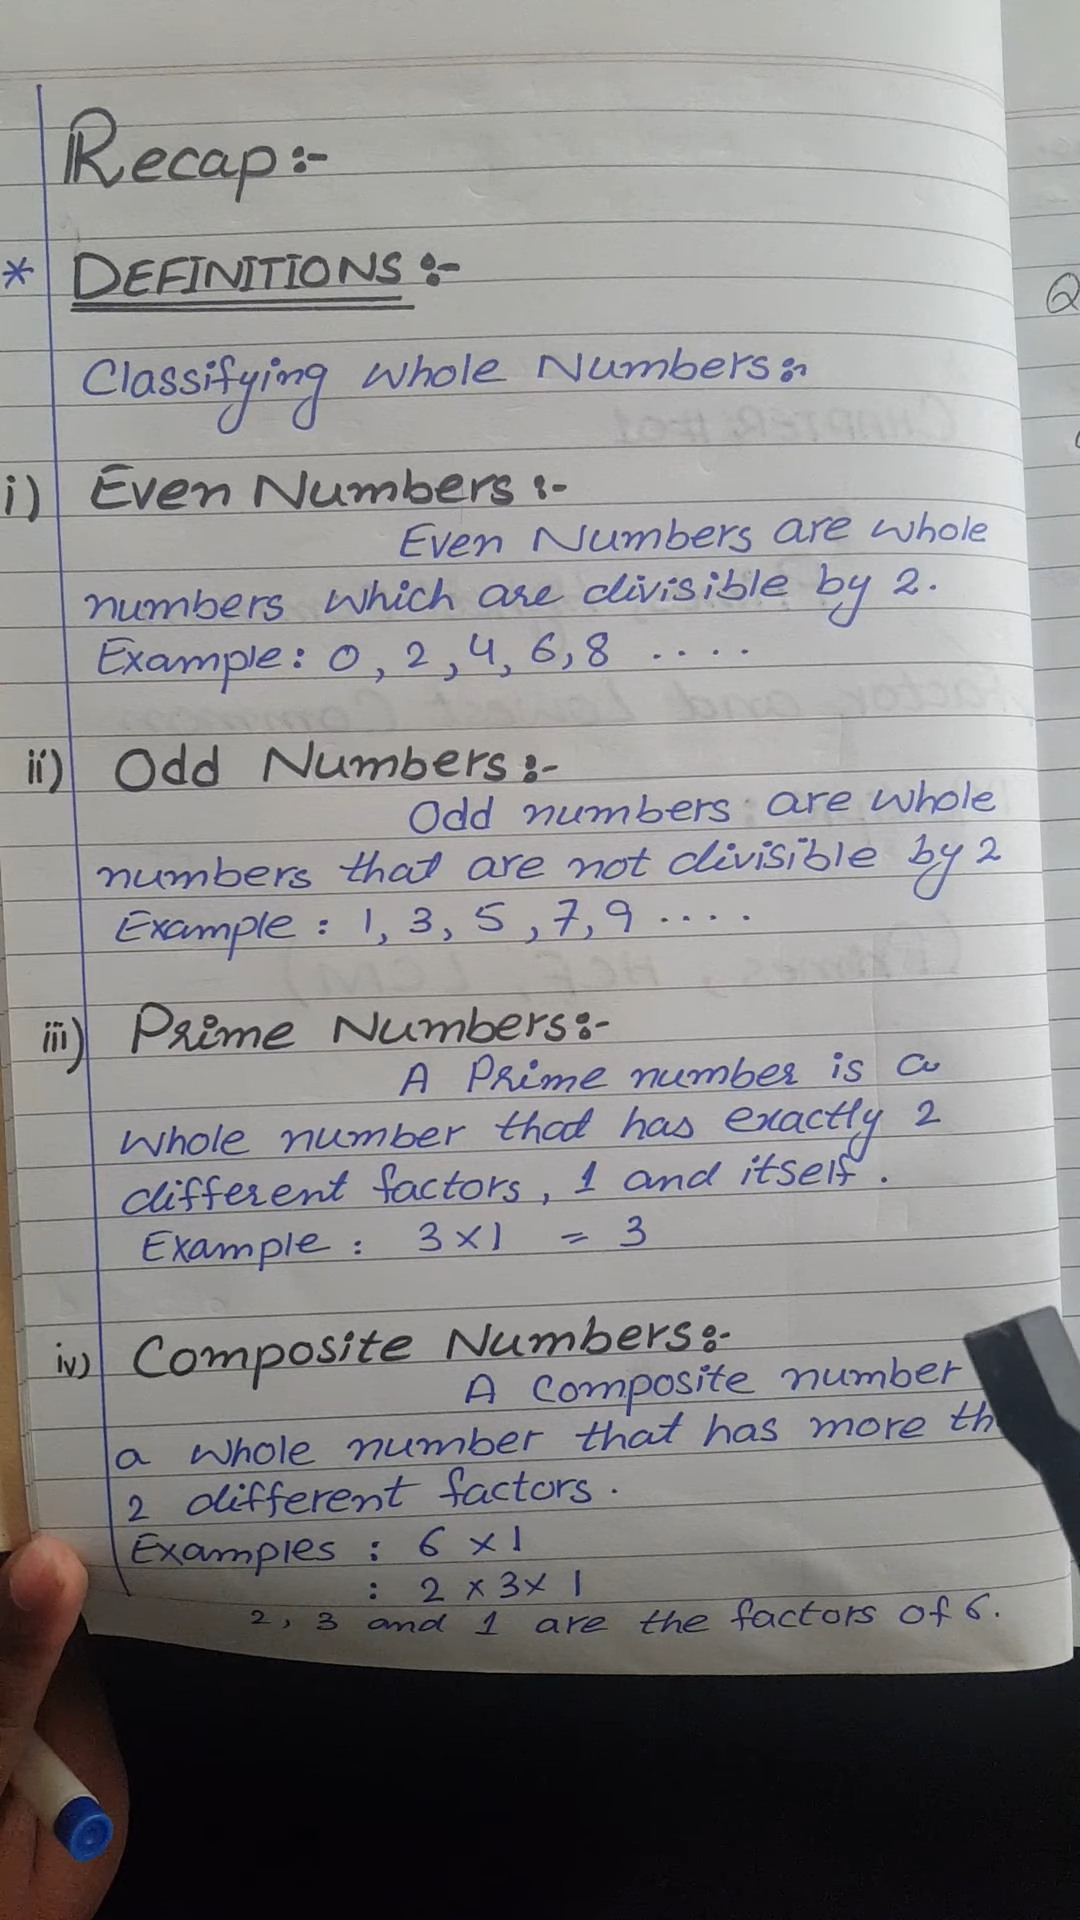 Recap:-
* DEFINITIONS :-
Classifying Whole Numbers:-
i) Even Numbers :-
Even Numbers are whole
numbers which are divisible by 2.
Example: 0, 2, 4, 6, 8 ....
ii) Odd Numbers :-
Odd numbers are whole
numbers that are not divisible by 2
Example : 1, 3, 5, 7, 9 ....
iii) Prime Numbers:-
A Prime number is a
whole number that has exactly 2
different factors, 1 and itself.
Example : 3 x 1 = 3
iv) Composite Numbers:-
A Composite number
a whole number that has more th
2 different factors.
Examples : 6 x 1
: 2 x 3 x 1
2, 3 and 1 are the factors of 6.